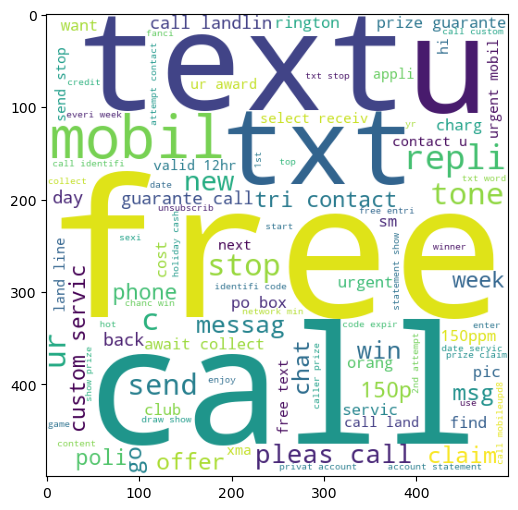 0
want
call landlin
rington
prize guarante
fanci
call custom
text
u
hi
send stop
attempt contact
credit
ur award
txt stop
appli
urgent mobil
everi week
100
mobil
txt
select receiv
yr
charg
contact u
repli
call identifi
valid 12hr
1st
top
collect
date
new
tri contact
txt word
tone
200
day
guarante call
unsubscrib
free entri
sm
free
sexi
holiday cash
start
next
winner
statement show
land line
cost
stop
identifi code
urgent
week
300
phone
chanc win
po box
network min
c
messag
code expir
enter
hot
ur
custom servic
show prize
back
await collect
chat
caller prize
orang
win
2nd attempt
150ppm
date servic
prize claim
call
pic
send
enjoy
free text
150p
msg
400
club
draw show
servic
use
game
call land
find
call mobileupd8
content
poli
go
offer
xma
pleas call
claim
privat account
account statement
0
100
200
300
400